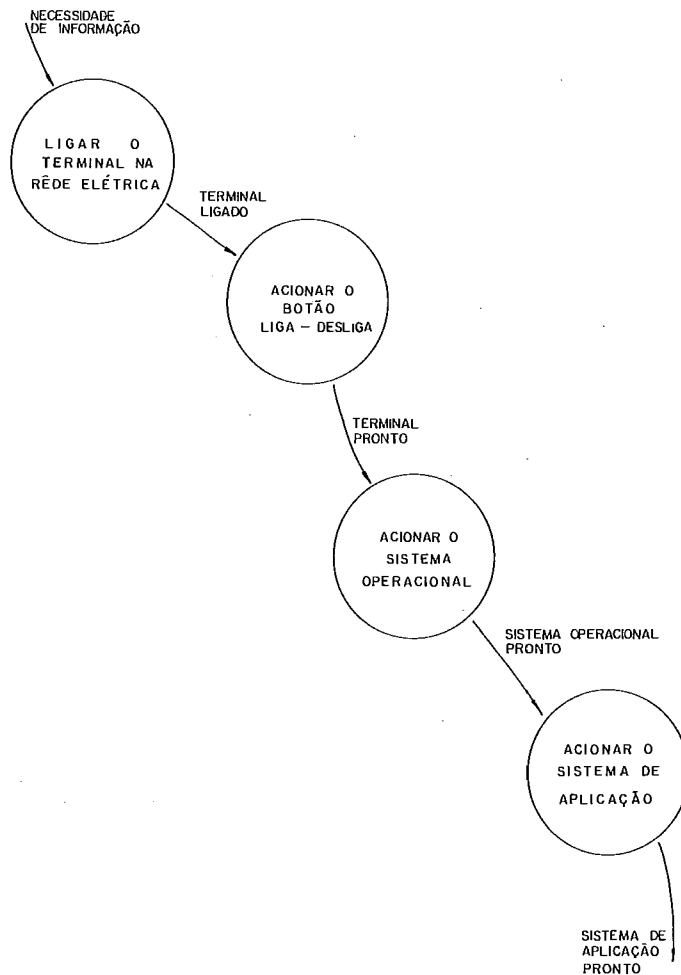 NECESSIDADE
DE INFORMAÇÃO
LIGAR O
TERMINAL NA
RÊDE ELÉTRICA
TERMINAL
LIGADO
ACIONAR O
BOTÃO
LIGA - DESLIGA
TERMINAL
PRONTO
ACIONAR O
SISTEMA
OPERACIONAL
SISTEMA OPERACIONAL
PRONTO
ACIONAR O
SISTEMA DE
APLICAÇÃO
SISTEMA DE
APLICAÇÃO
PRONTO